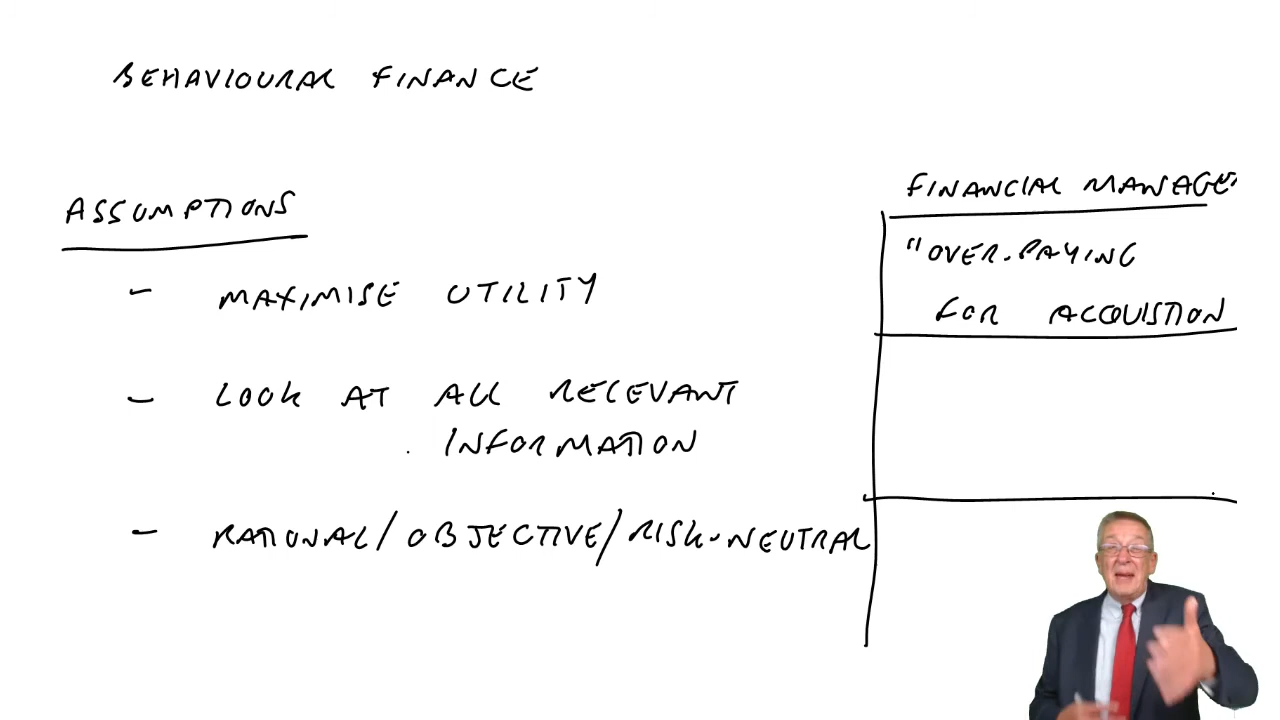 BEHAVIOURAL FINANCE
ASSUMPTIONS
- MAXIMISE UTILITY
- LOOK AT ALL RELEVANT
INFORMATION
- RATIONAL/OBJECTIVE/RISK-NEUTRAL
FINANCIAL MANAGE
"OVER-PAYING
FOR ACCQUISTION